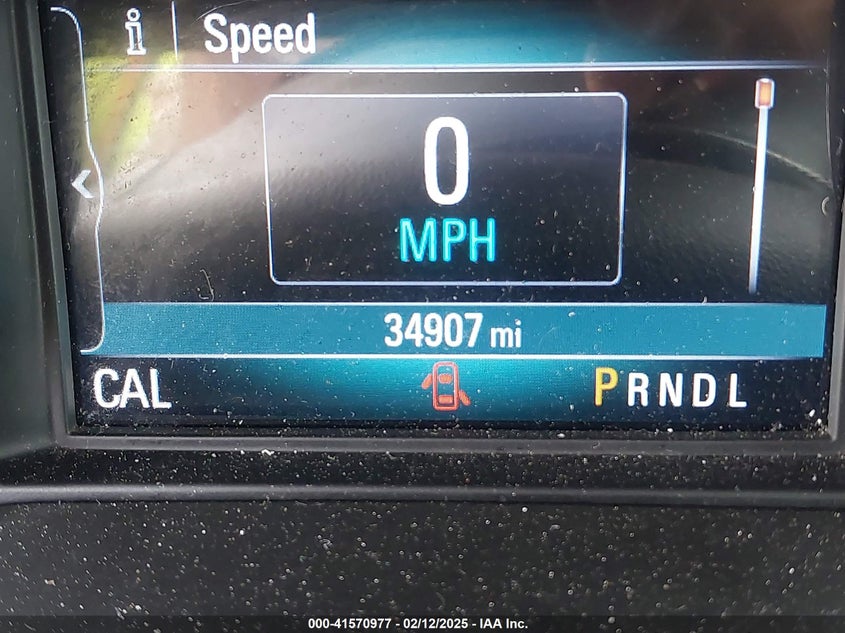 i Speed
0
MPH
34907 mi
CAL PRNDL
000-41570977 - 02/12/2025 - IAA Inc.